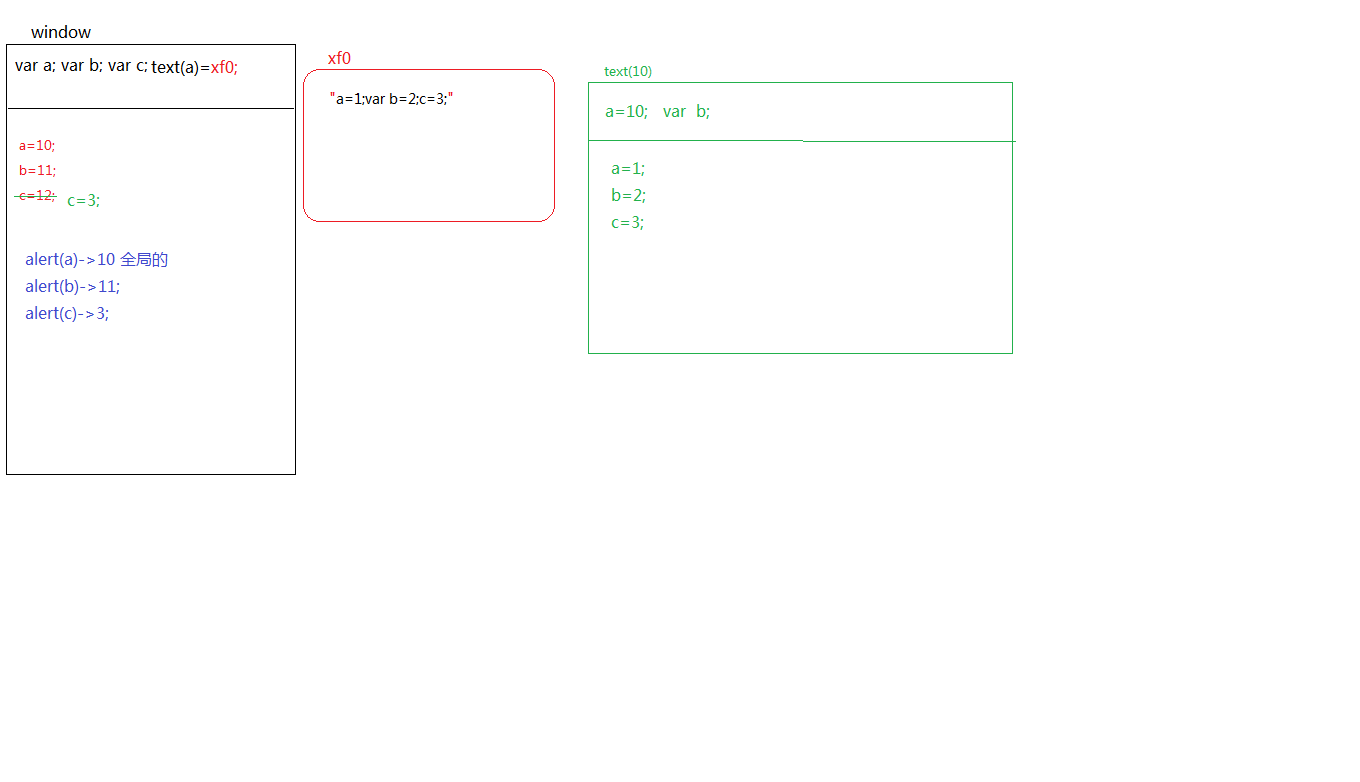 window
var a; var b; var c; text(a)=xf0;
a=10;
b=11;
c=12; c=3;
alert(a)->10 全局的
alert(b)->11;
alert(c)->3;
xf0
"a=1;var b=2;c=3;"
text(10)
a=10; var b;
a=1;
b=2;
c=3;